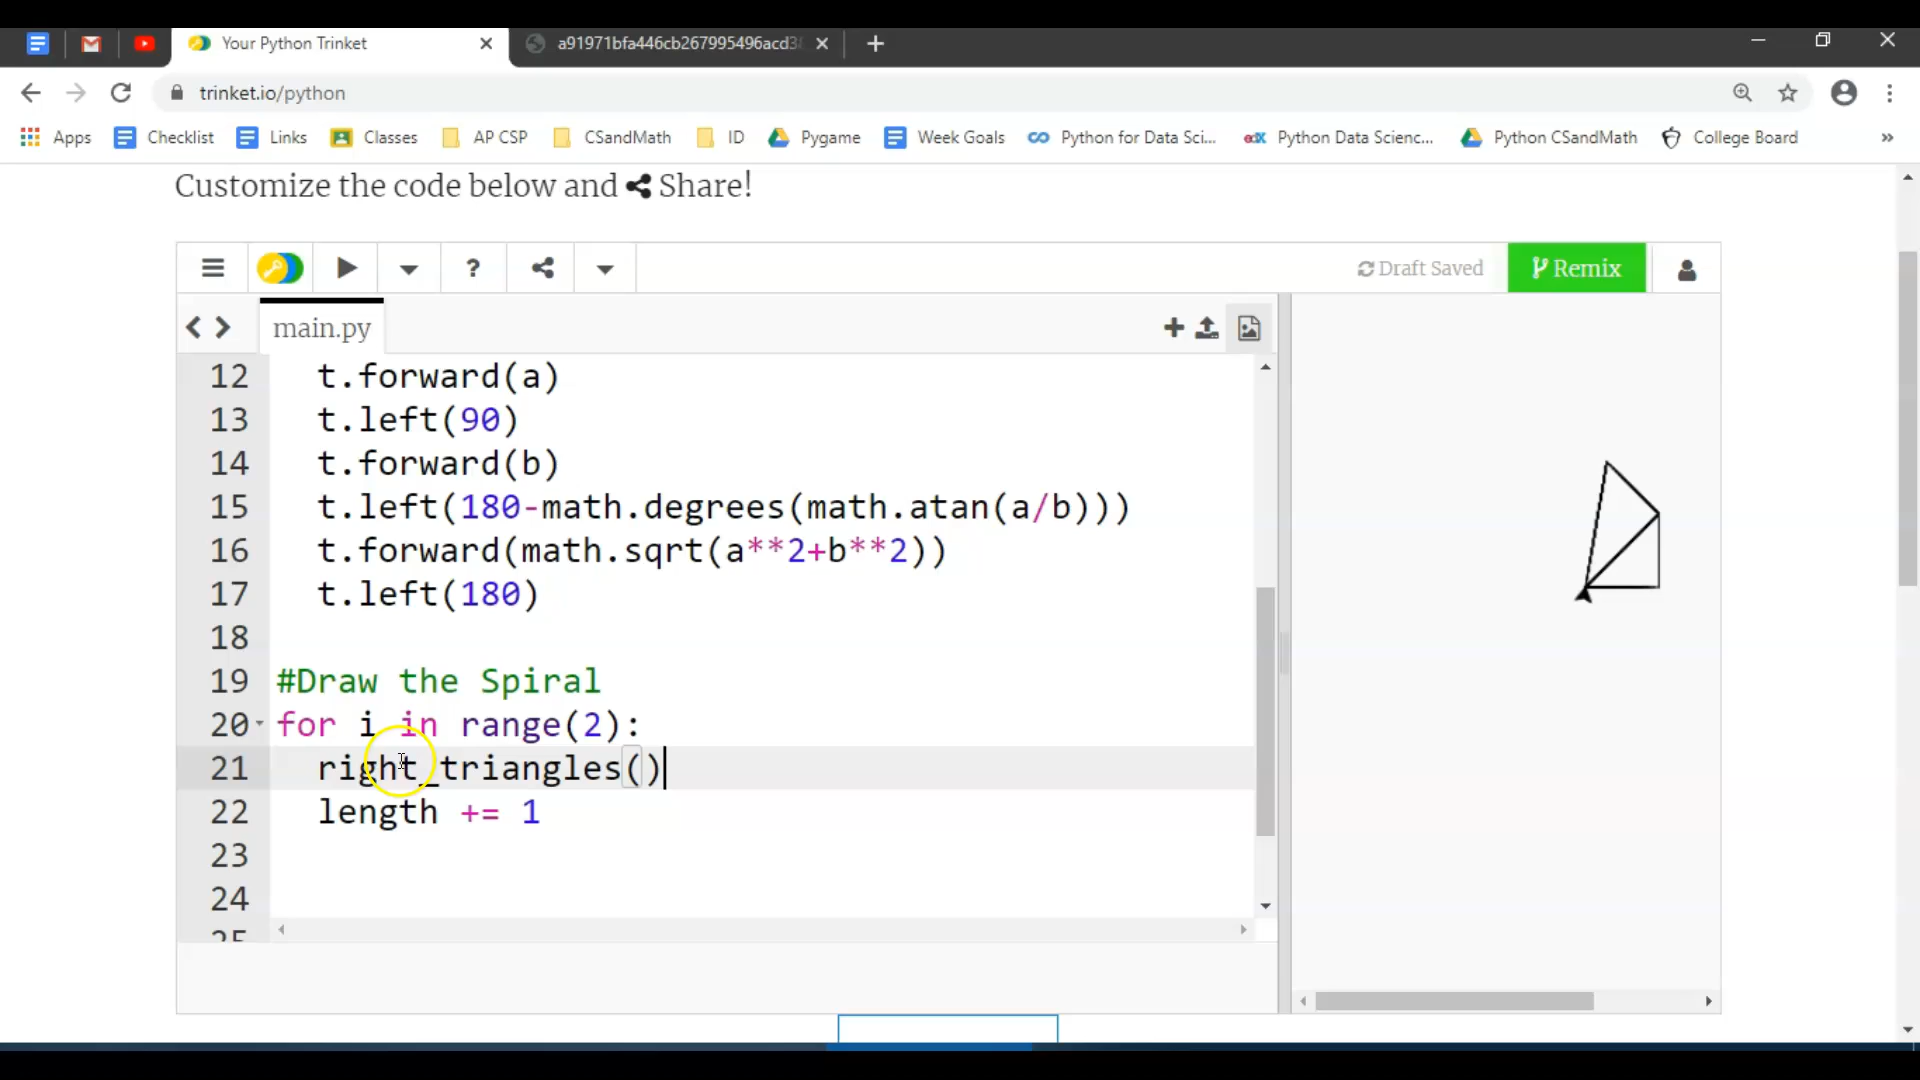 Your Python Trinket
a91971bfa446cb267995496acd3
trinket.io/python
Apps Checklist Links Classes AP CSP CSandMath ID Pygame Week Goals Python for Data Sci... Python Data Scienc... Python CSandMath College Board »
Customize the code below and Share!
? Draft Saved Remix
main.py
12 t.forward(a)
13 t.left(90)
14 t.forward(b)
15 t.left(180-math.degrees(math.atan(a/b)))
16 t.forward(math.sqrt(a**2+b**2))
17 t.left(180)
18
19 #Draw the Spiral
20 for i in range(2):
21 right_triangles()
22 length += 1
23
24
25